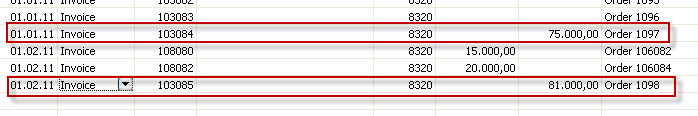 01.01.11 Invoice 103082 8320 Order 1095
01.01.11 Invoice 103083 8320 Order 1096
01.01.11 Invoice 103084 8320 75.000,00 Order 1097
01.02.11 Invoice 108080 8320 15.000,00 Order 106082
01.02.11 Invoice 108082 8320 20.000,00 Order 106084
01.02.11 Invoice 103085 8320 81.000,00 Order 1098